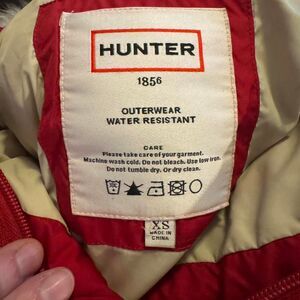 HUNTER
1856
OUTERWEAR
WATER RESISTANT
CARE
Please take care of your garment.
Machine wash cold. Do not bleach. Use low iron.
Do not tumble dry. Or dry clean.
XS
MADE IN
CHINA